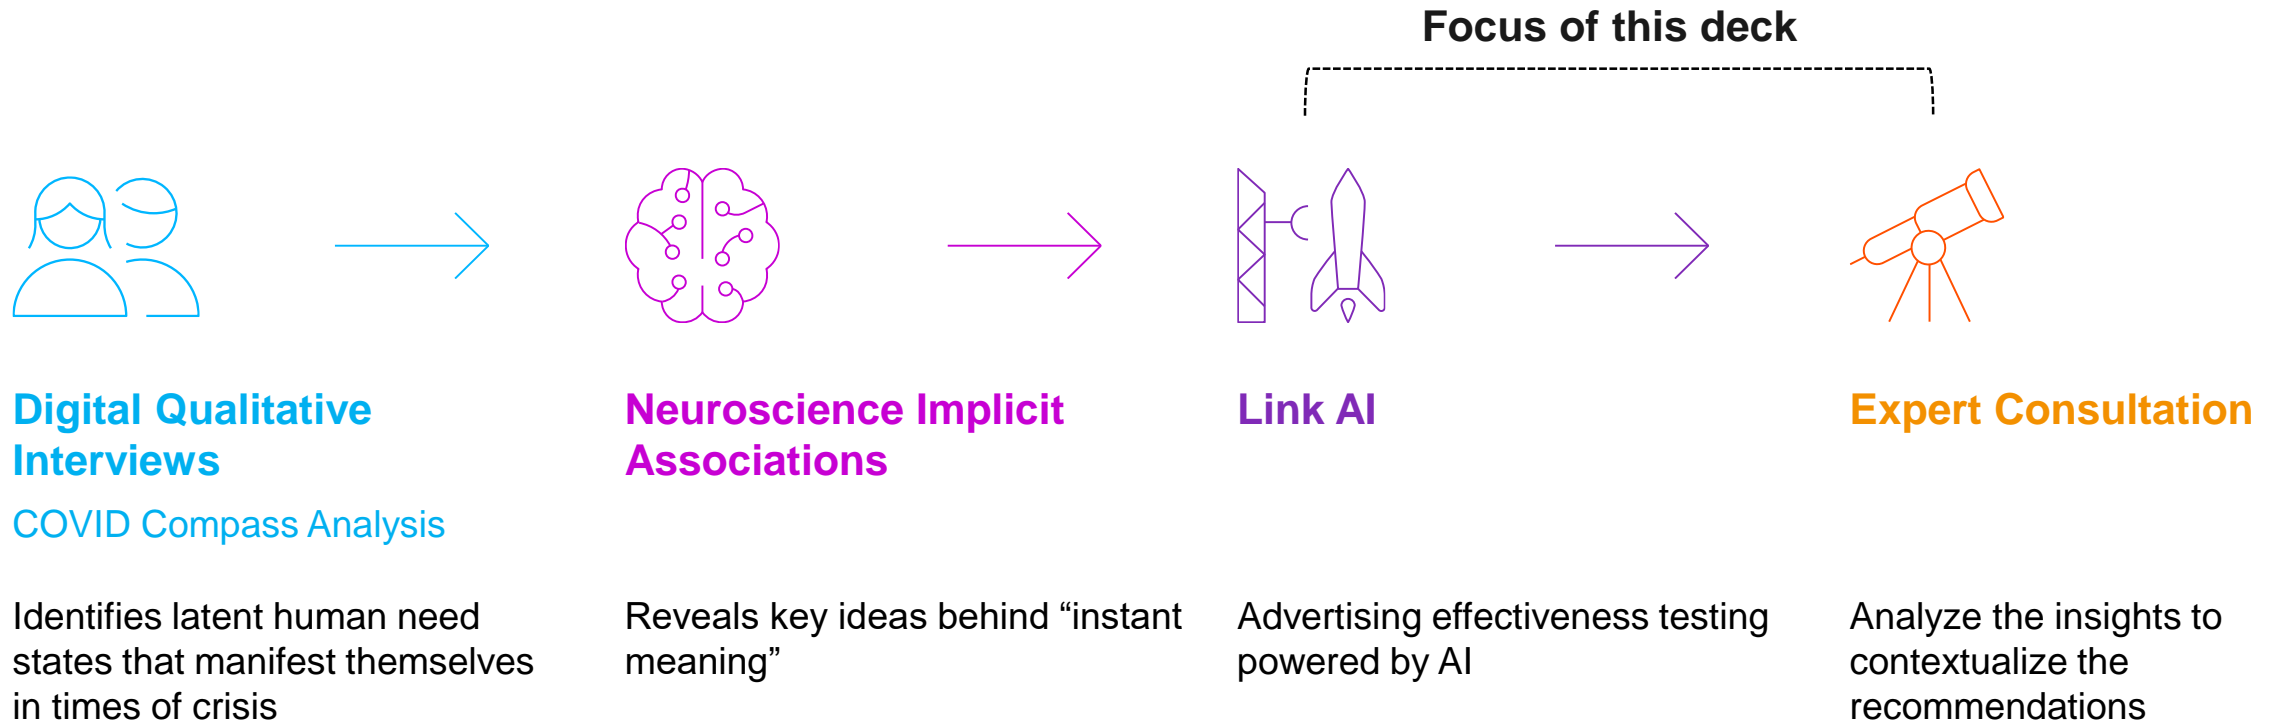 Focus of this deck
Digital Qualitative
Interviews
COVID Compass Analysis
Identifies latent human need
states that manifest themselves
in times of crisis
Neuroscience Implicit
Associations
Reveals key ideas behind “instant
meaning”
Link AI
Advertising effectiveness testing
powered by AI
Expert Consultation
Analyze the insights to
contextualize the
recommendations